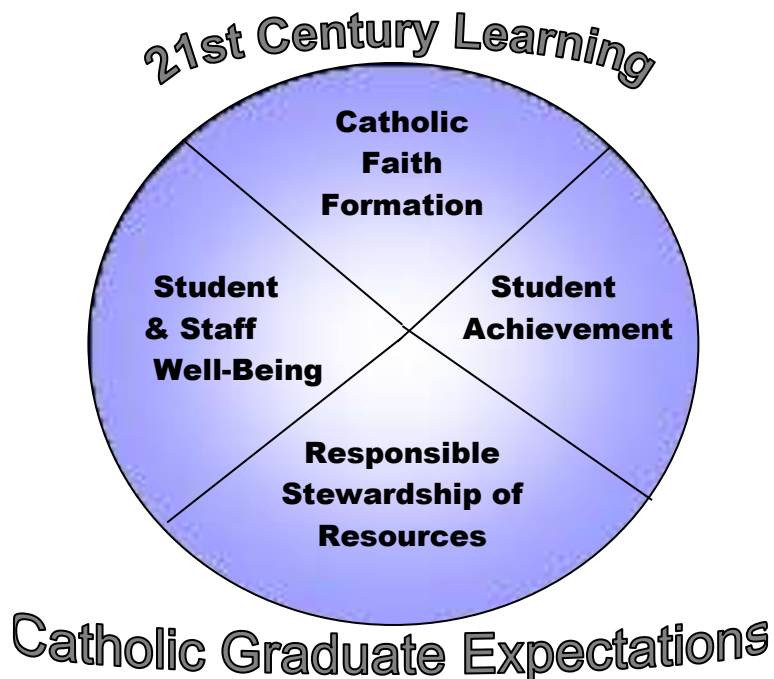 21st Century Learning
Catholic
Faith
Formation
Student
& Staff
Well-Being
Student
Achievement
Responsible
Stewardship of
Resources
Catholic Graduate Expectations